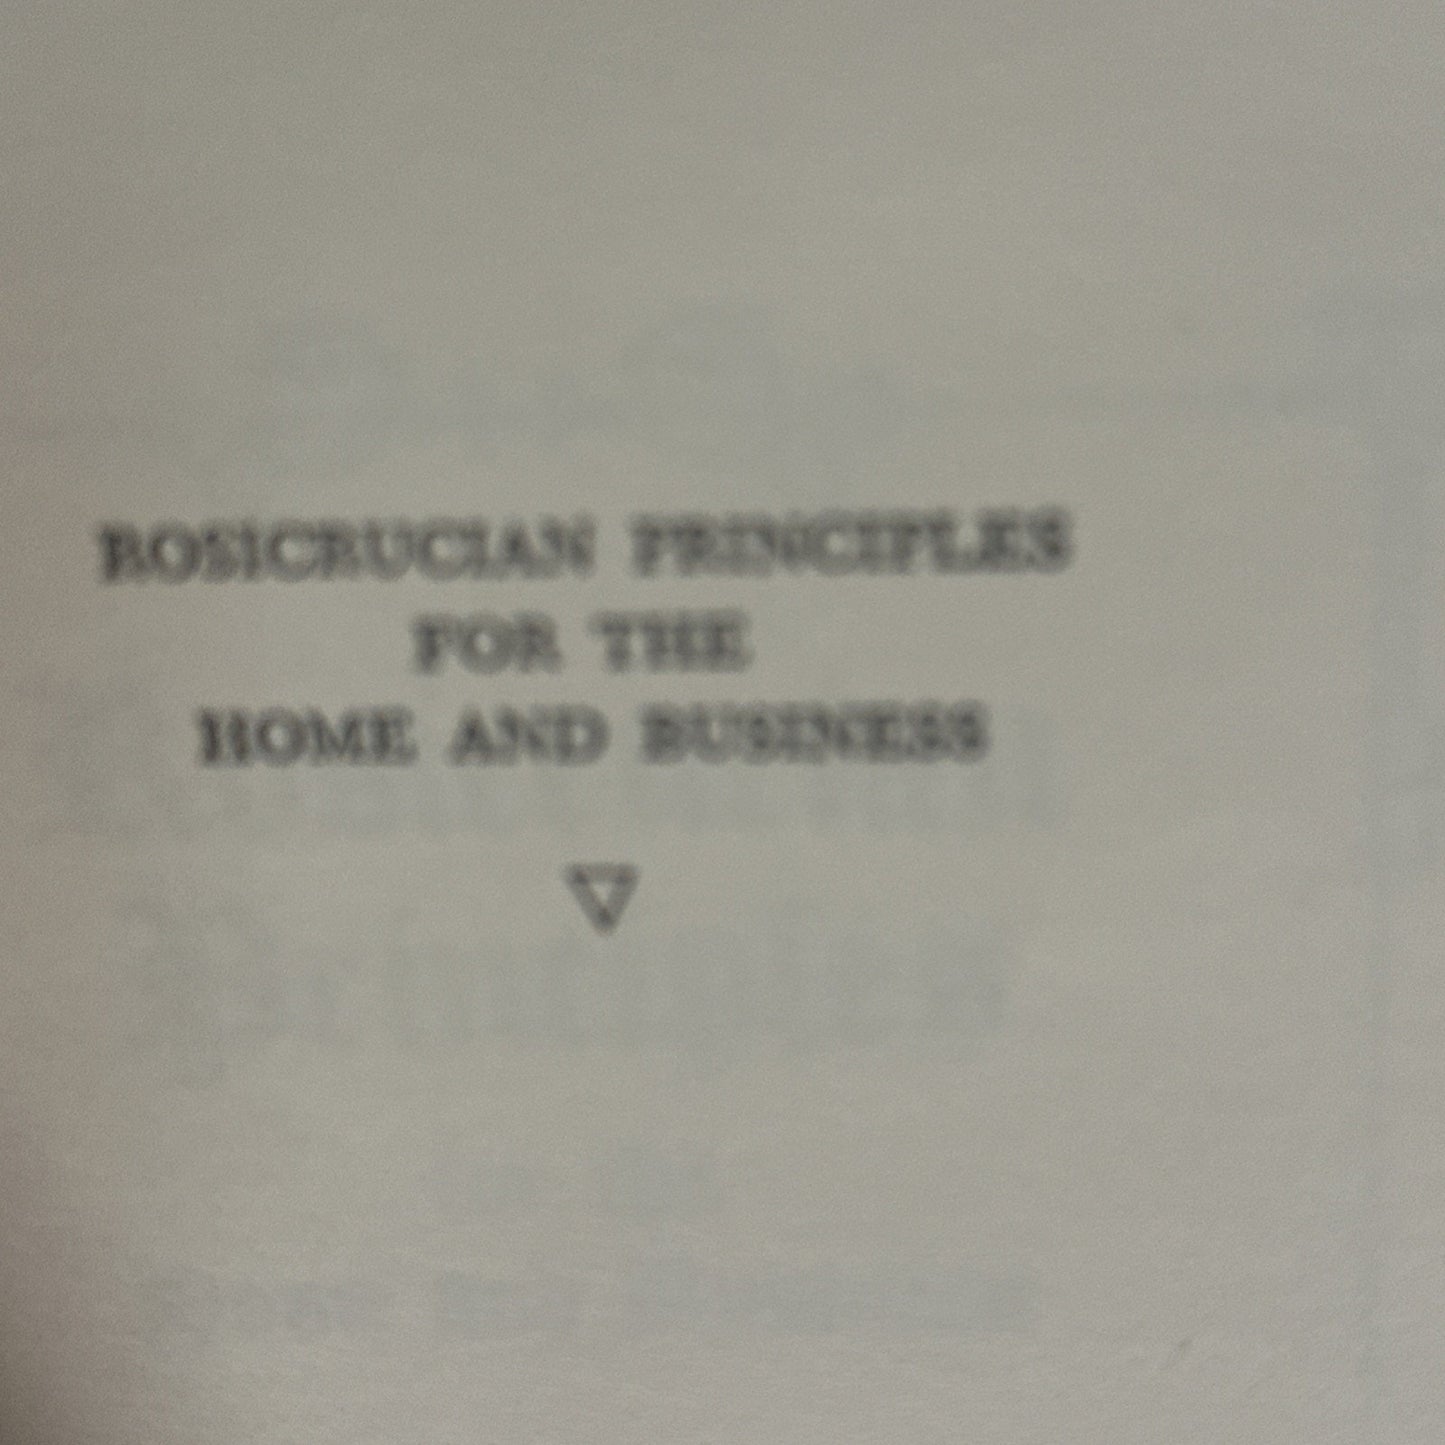 ROSICRUCIAN PRINCIPLES
FOR THE
HOME AND BUSINESS